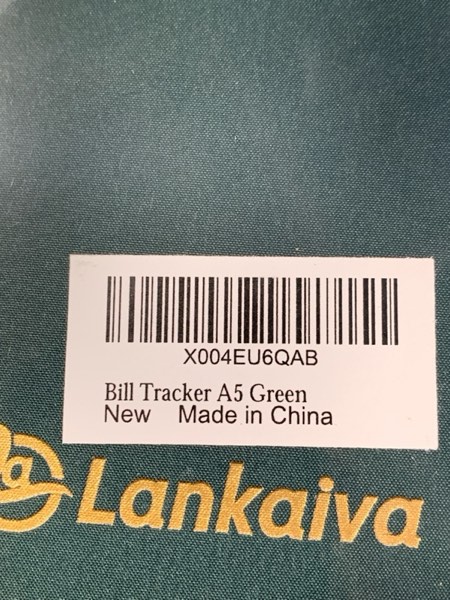 X004EU6QAB
Bill Tracker A5 Green
New Made in China
Lankaiva